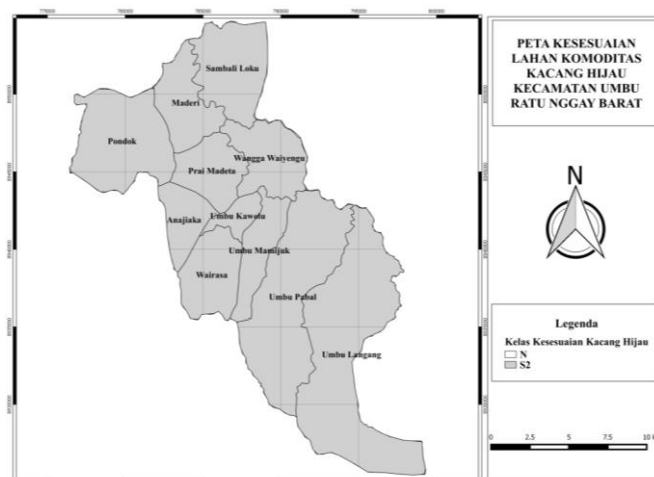 PETA KESESUAIAN
LAHAN KOMODITAS
KACANG HIJAU
KECAMATAN UMBU
RATU NGGAY BARAT
N
Sambali Loku
Maderi
Pondok
Wangga Waiyengu
Prai Madeta
Anajiaka
Umbu Kawolu
Umbu Mamijuk
Wairasa
Umbu Pabal
Umbu Langang
Legenda
Kelas Kesesuaian Kacang Hijau
N
S2
0 2.5 5 7.5 10